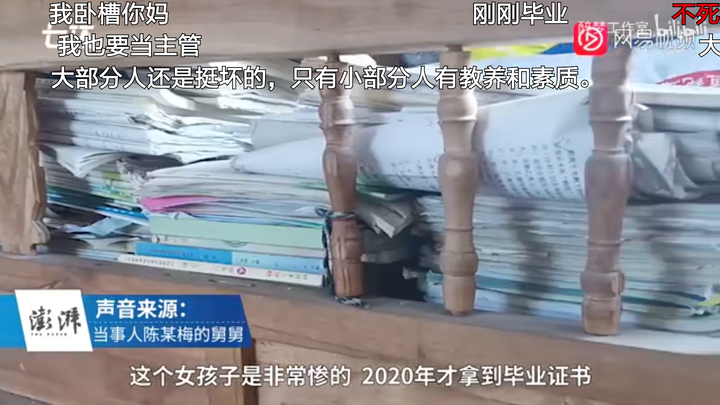 我卧槽你妈
刚刚毕业
不死
我也要当主管
大
大部分人还是挺坏的，只有小部分人有教养和素质。
澎湃
THE PAPER
声音来源：
当事人陈某梅的舅舅
这个女孩子是非常惨的 2020年才拿到毕业证书